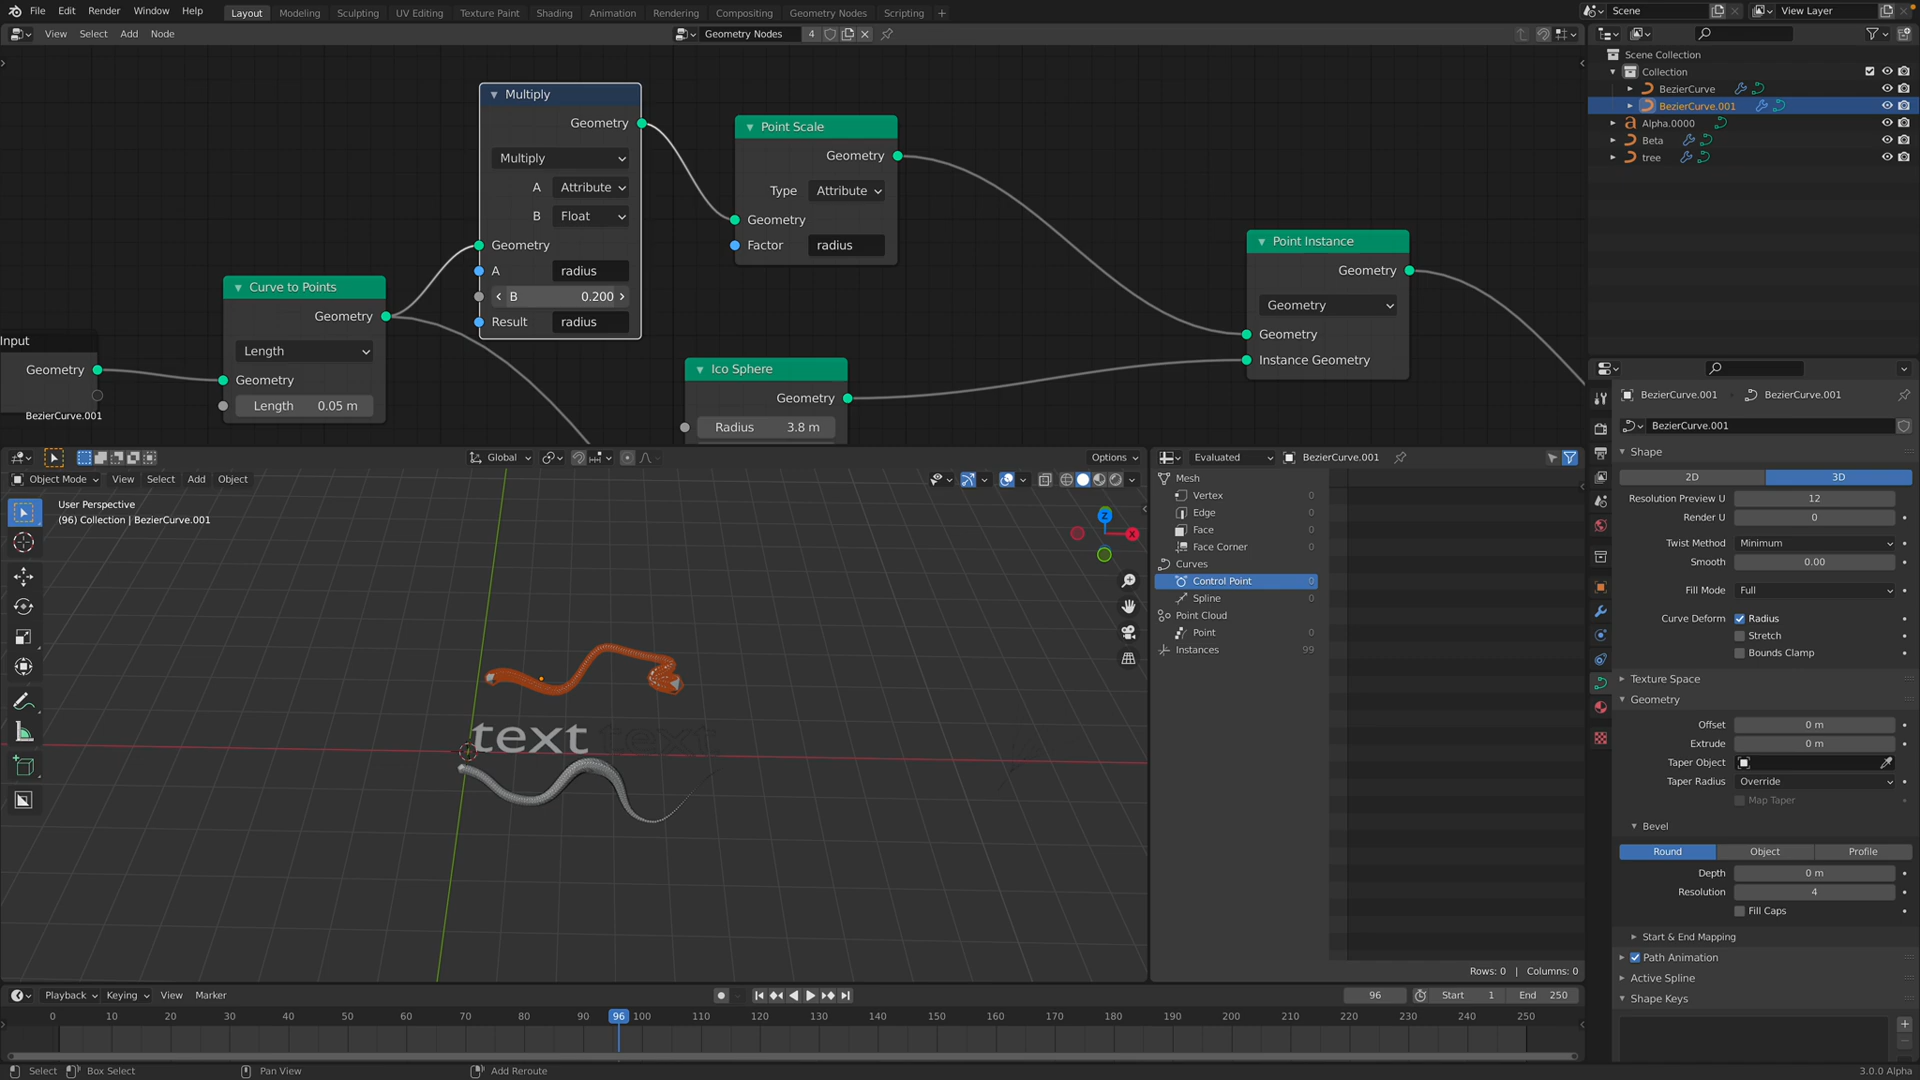 File Edit Render Window Help Layout Modeling Sculpting UV Editing Texture Paint Shading Animation Rendering Compositing Geometry Nodes Scripting + Scene View Layer
View Select Add Node Geometry Nodes 4
Scene Collection
Collection
BezierCurve
BezierCurve.001
Alpha.0000
Beta
tree
Multiply
Geometry
Multiply
A Attribute
B Float
Geometry
A radius
B 0.200
Result radius
Point Scale
Geometry
Type Attribute
Geometry
Factor radius
Point Instance
Geometry
Geometry
Geometry
Instance Geometry
Curve to Points
Geometry
Length
Geometry
Length 0.05 m
Input
Geometry
BezierCurve.001
Ico Sphere
Geometry
Radius 3.8 m
Global Options
Object Mode View Select Add Object
User Perspective
(96) Collection | BezierCurve.001
Z
X
text
text
Evaluated BezierCurve.001
Mesh
Vertex 0
Edge 0
Face 0
Face Corner 0
Curves
Control Point 0
Spline 0
Point Cloud
Point 0
Instances 99
Rows: 0 | Columns: 0
BezierCurve.001 BezierCurve.001
BezierCurve.001
Shape
2D 3D
Resolution Preview U 12
Render U 0
Twist Method Minimum
Smooth 0.00
Fill Mode Full
Curve Deform Radius
Stretch
Bounds Clamp
Texture Space
Geometry
Offset 0 m
Extrude 0 m
Taper Object
Taper Radius Override
Map Taper
Bevel
Round Object Profile
Depth 0 m
Resolution 4
Fill Caps
Start & End Mapping
Path Animation
Active Spline
Shape Keys
Playback Keying View Marker 96 Start 1 End 250
0 10 20 30 40 50 60 70 80 90 96 100 110 120 130 140 150 160 170 180 190 200 210 220 230 240 250
Select Box Select Pan View Add Reroute 3.0.0 Alpha